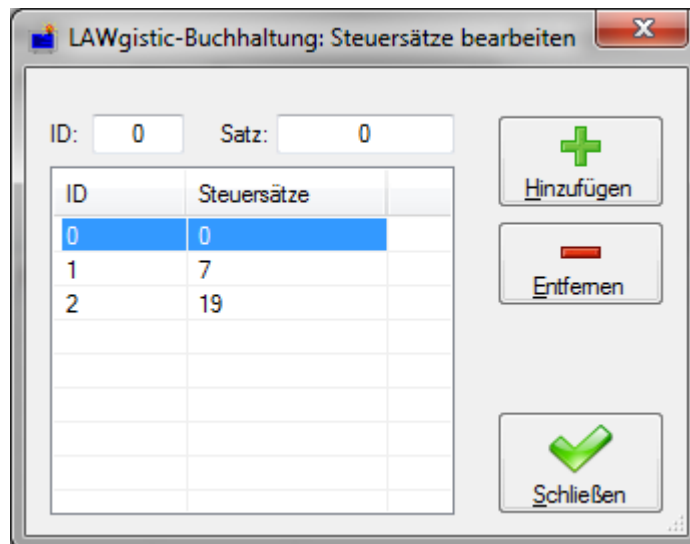 LAWgistic-Buchhaltung: Steuersätze bearbeiten
ID: 0 Satz: 0
Hinzufügen
ID Steuersätze
0 0
1 7
2 19
Entfernen
Schließen